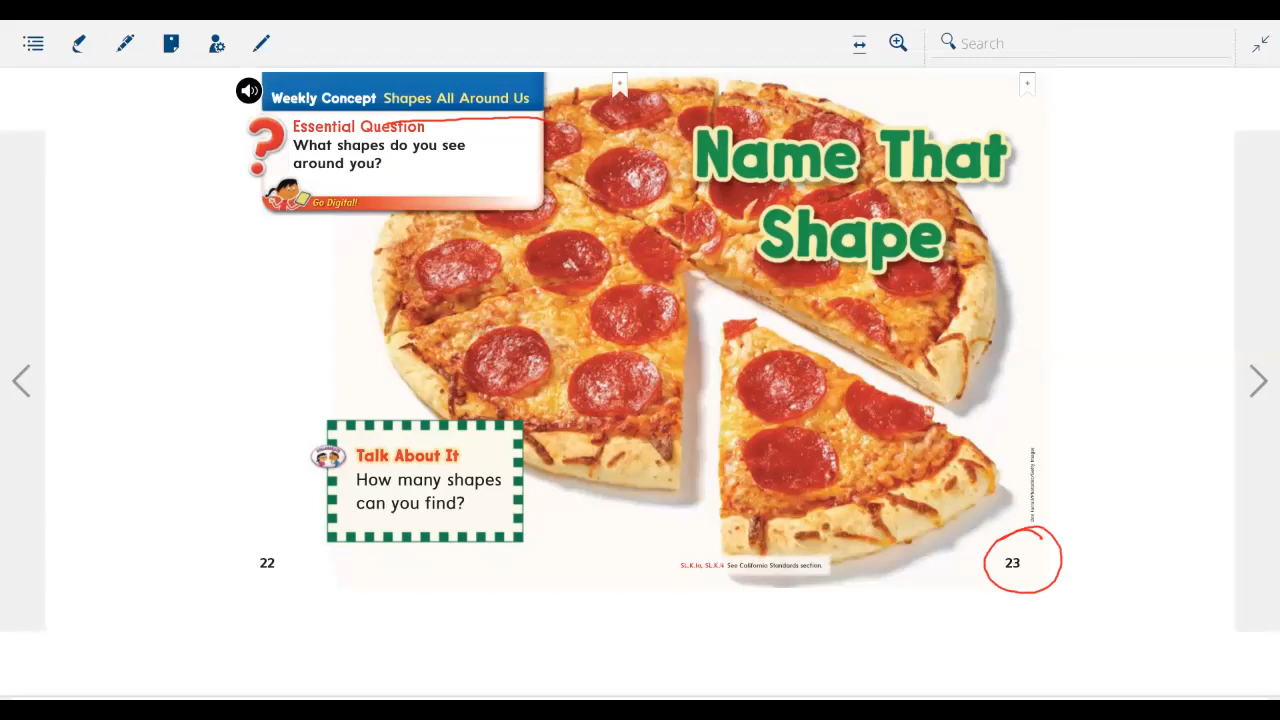 Search
Weekly Concept Shapes All Around Us
Essential Question
What shapes do you see
around you?
Go Digital!
Name That
Shape
Talk About It
How many shapes
can you find?
22
SL.K.1a, SL.K.4 See California Standards section.
23